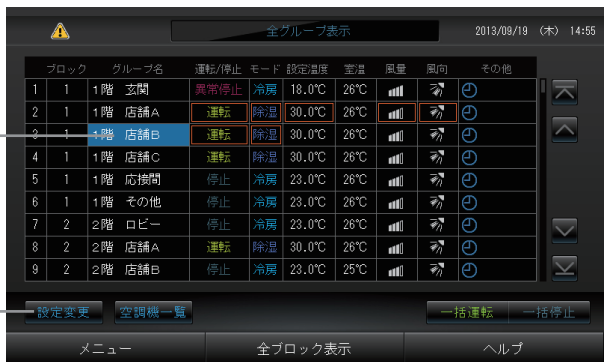 全グループ表示 2013/09/19 (木) 14:55
ブロック グループ名 運転/停止 モード 設定温度 室温 風量 風向 その他
1 1 1階 玄関 異常停止 冷房 18.0℃ 26℃
2 1 1階 店舗A 運転 除湿 30.0℃ 26℃
3 1 1階 店舗B 運転 除湿 30.0℃ 26℃
4 1 1階 店舗C 運転 除湿 30.0℃ 26℃
5 1 1階 応接間 停止 冷房 23.0℃ 26℃
6 1 1階 その他 停止 冷房 23.0℃ 26℃
7 2 2階 ロビー 停止 冷房 23.0℃ 26℃
8 2 2階 店舗A 運転 除湿 30.0℃ 26℃
9 2 2階 店舗B 停止 冷房 23.0℃ 25℃
設定変更 空調機一覧 一括運転 一括停止
メニュー 全ブロック表示 ヘルプ